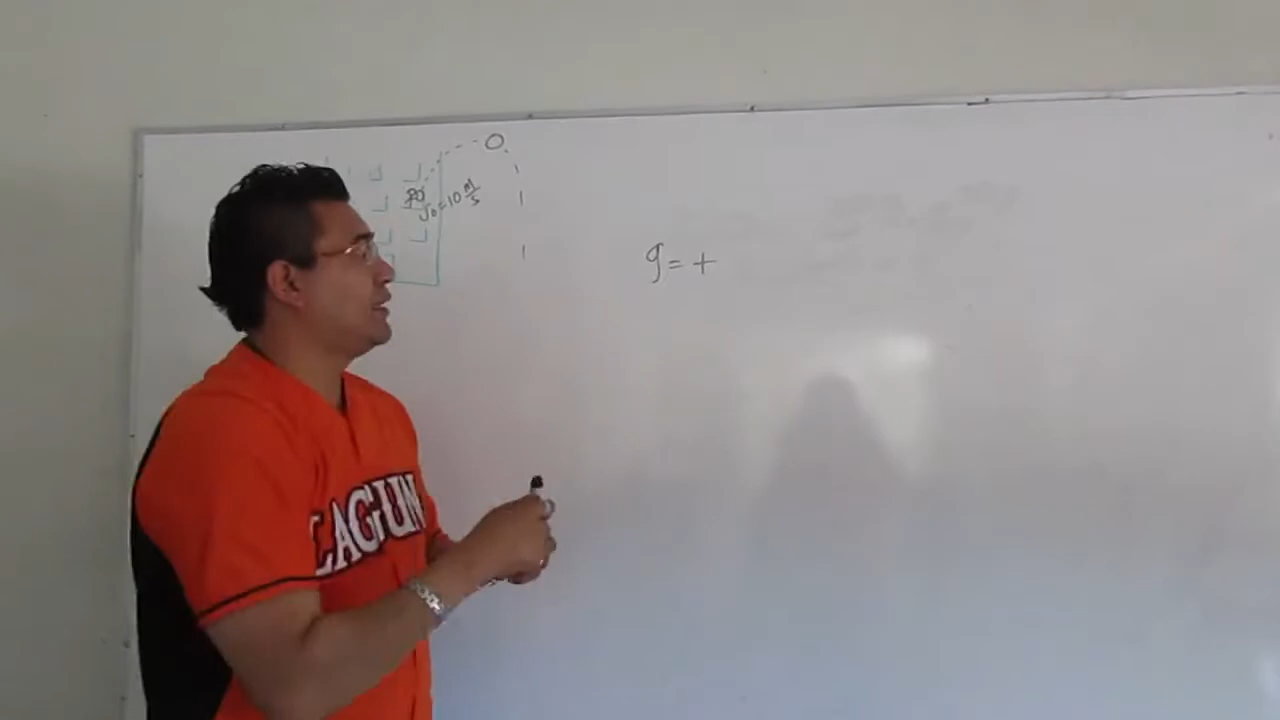 v₀=10 m/s
g= +
LAGUN